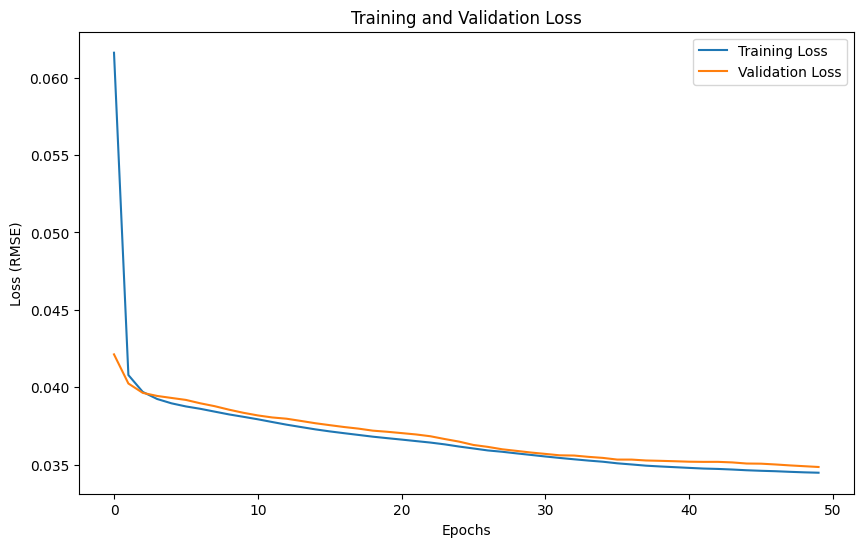 Training and Validation Loss
Training Loss
Validation Loss
0.060
0.055
0.050
0.045
0.040
0.035
Loss (RMSE)
0 10 20 30 40 50
Epochs